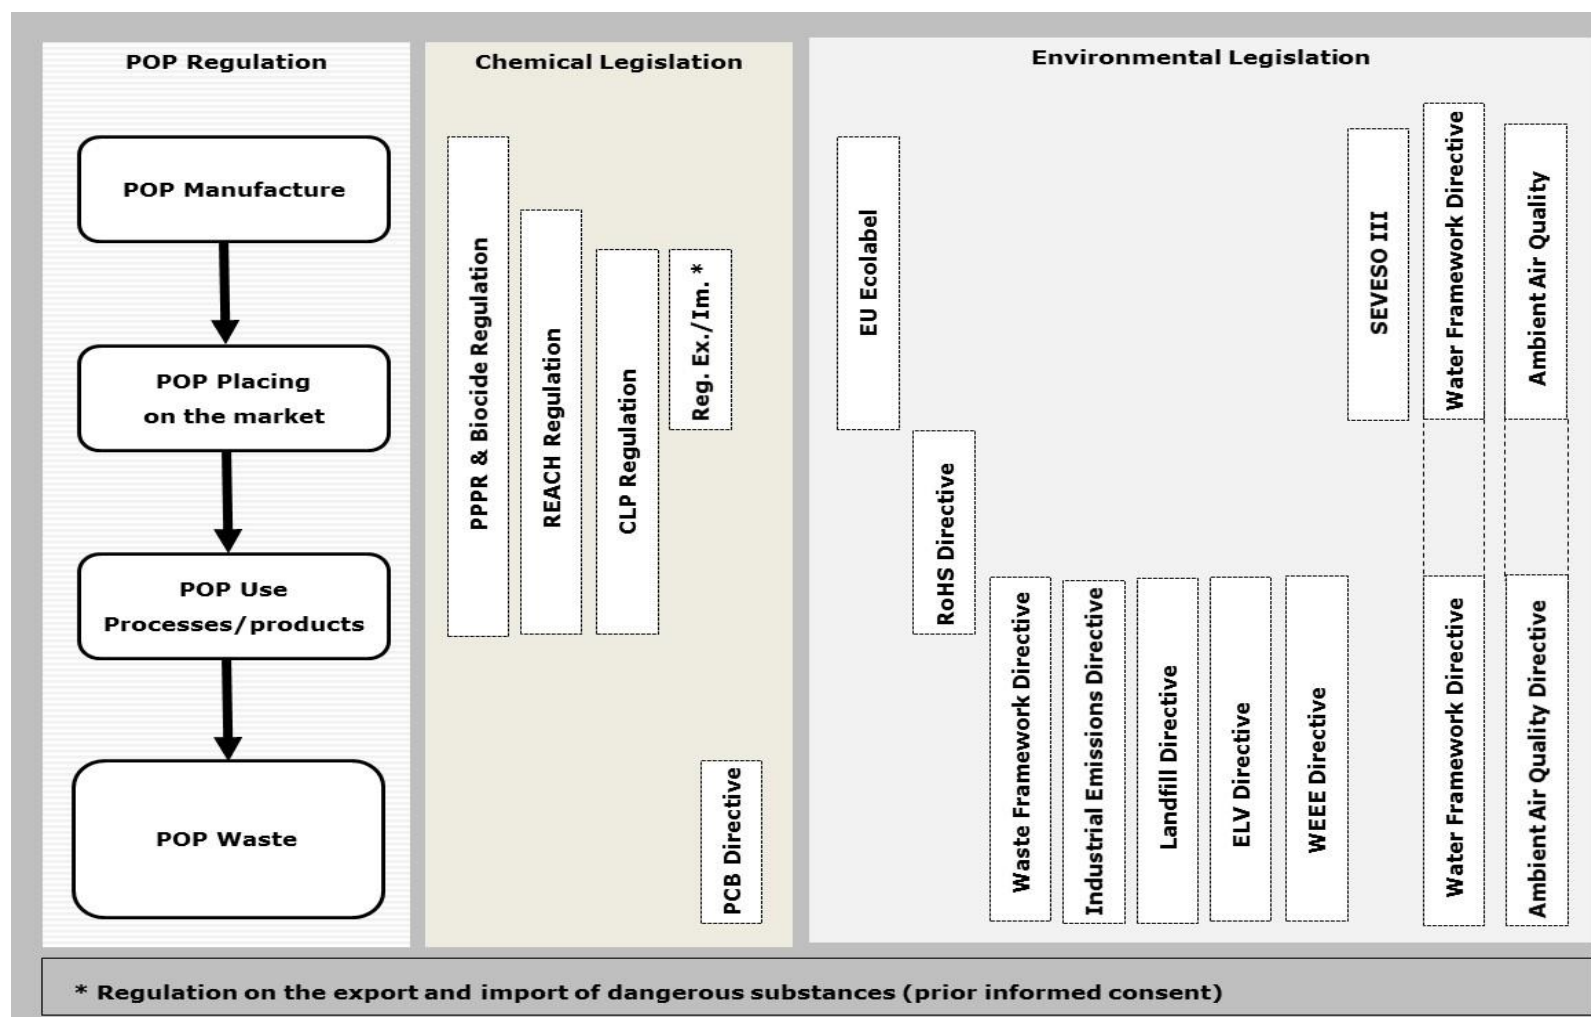 POP Regulation
POP Manufacture
POP Placing
on the market
POP Use
Processes/products
POP Waste
Chemical Legislation
PPPR & Biocide Regulation
REACH Regulation
CLP Regulation
Reg. Ex./Im. *
PCB Directive
Environmental Legislation
EU Ecolabel
RoHS Directive
Waste Framework Directive
Industrial Emissions Directive
Landfill Directive
ELV Directive
WEEE Directive
SEVESO III
Water Framework Directive
Ambient Air Quality
Water Framework Directive
Ambient Air Quality Directive
* Regulation on the export and import of dangerous substances (prior informed consent)